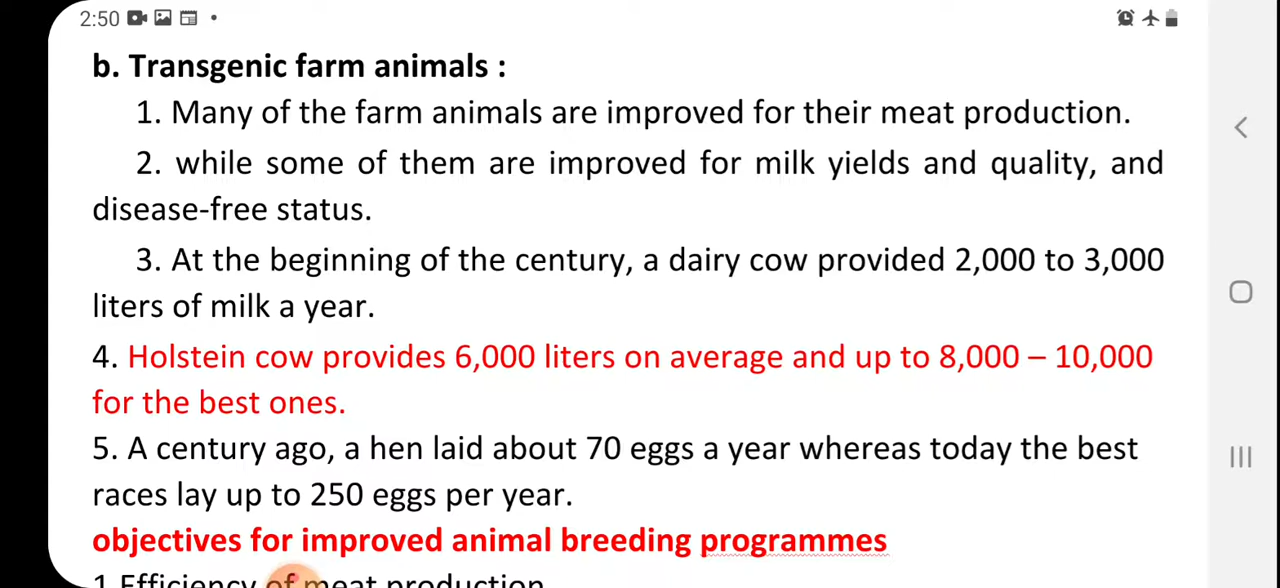 2:50
b. Transgenic farm animals :
1. Many of the farm animals are improved for their meat production.
2. while some of them are improved for milk yields and quality, and
disease-free status.
3. At the beginning of the century, a dairy cow provided 2,000 to 3,000
liters of milk a year.
4. Holstein cow provides 6,000 liters on average and up to 8,000 – 10,000
for the best ones.
5. A century ago, a hen laid about 70 eggs a year whereas today the best
races lay up to 250 eggs per year.
objectives for improved animal breeding programmes
1 Efficiency of meat production